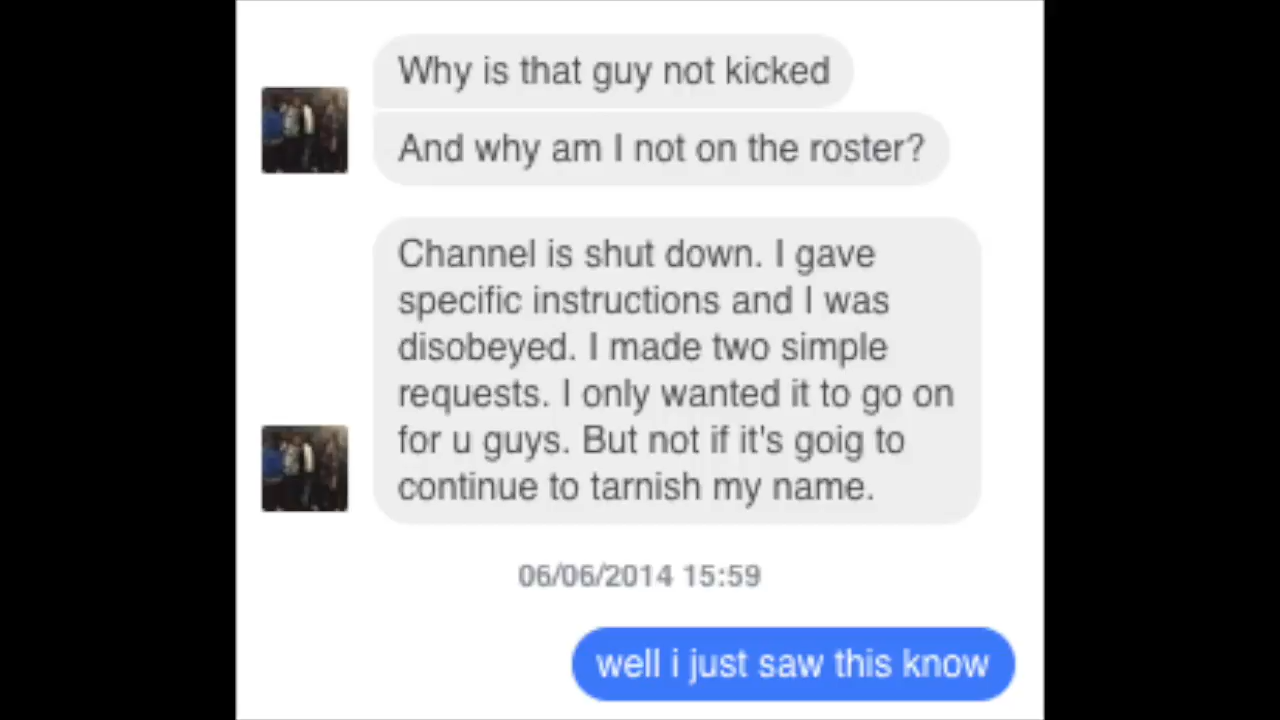 Why is that guy not kicked
And why am I not on the roster?
Channel is shut down. I gave
specific instructions and I was
disobeyed. I made two simple
requests. I only wanted it to go on
for u guys. But not if it's goig to
continue to tarnish my name.
06/06/2014 15:59
well i just saw this know